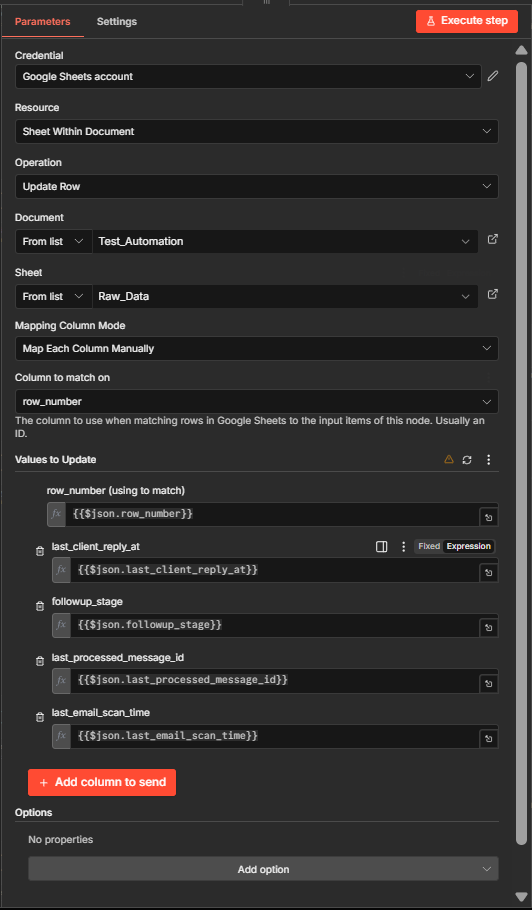 Parameters
Settings
Execute step
Credential
Google Sheets account
Resource
Sheet Within Document
Operation
Update Row
Document
From list
Test_Automation
Sheet
From list
Raw_Data
Mapping Column Mode
Map Each Column Manually
Column to match on
row_number
The column to use when matching rows in Google Sheets to the input items of this node. Usually an
ID.
Values to Update
row_number (using to match)
fx {{$json.row_number}}
last_client_reply_at
Fixed Expression
fx {{$json.last_client_reply_at}}
followup_stage
fx {{$json.followup_stage}}
last_processed_message_id
fx {{$json.last_processed_message_id}}
last_email_scan_time
fx {{$json.last_email_scan_time}}
+ Add column to send
Options
No properties
Add option